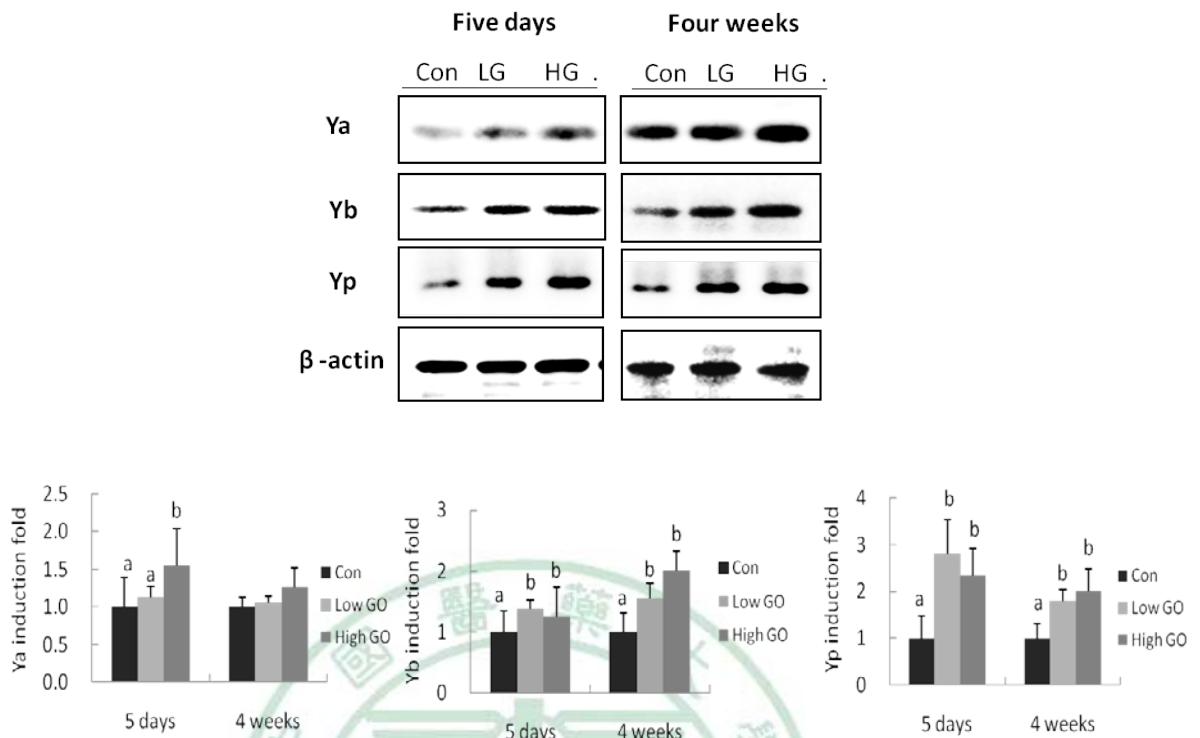 Five days Four weeks
Con LG HG . Con LG HG .
Ya
Yb
Yp
β -actin
Ya induction fold
2.5
2.0
1.5
1.0
0.5
0.0
a a b
5 days 4 weeks
Con
Low GO
High GO
Yb induction fold
3
2
1
0
a b b a b b
5 days 4 weeks
Con
Low GO
High GO
Yp induction fold
4
3
2
1
0
a b b a b b
5 days 4 weeks
Con
Low GO
High GO